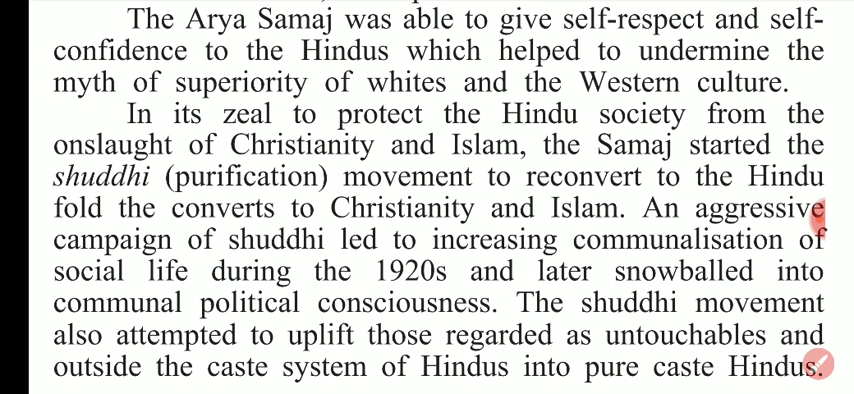 The Arya Samaj was able to give self-respect and self-
confidence to the Hindus which helped to undermine the
myth of superiority of whites and the Western culture.
In its zeal to protect the Hindu society from the
onslaught of Christianity and Islam, the Samaj started the
shuddhi (purification) movement to reconvert to the Hindu
fold the converts to Christianity and Islam. An aggressive
campaign of shuddhi led to increasing communalisation of
social life during the 1920s and later snowballed into
communal political consciousness. The shuddhi movement
also attempted to uplift those regarded as untouchables and
outside the caste system of Hindus into pure caste Hindus.